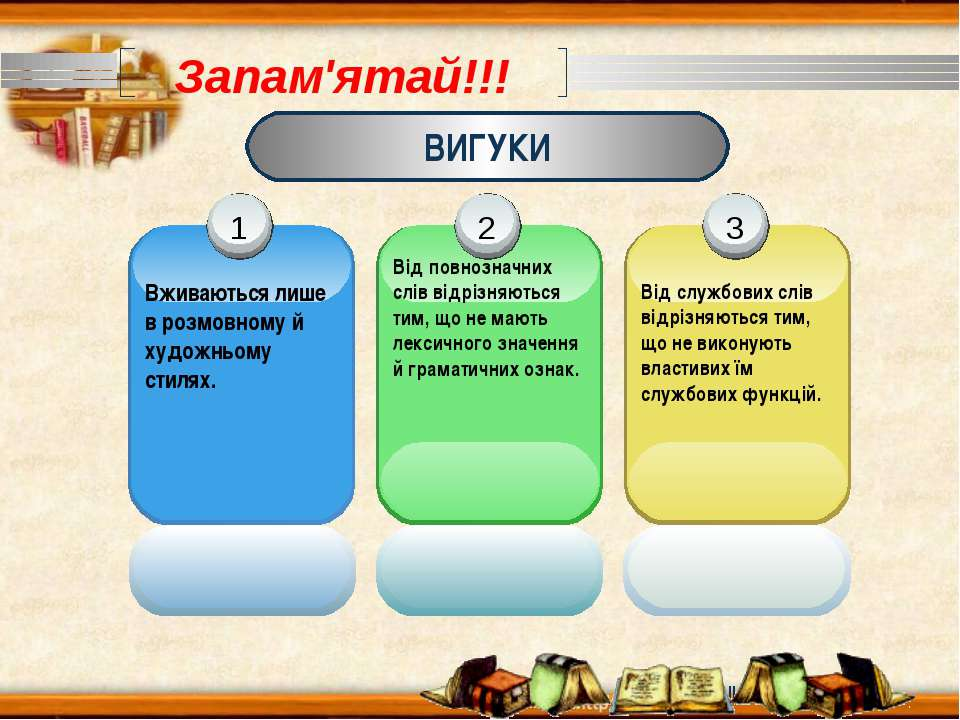 Запам'ятай!!!
ВИГУКИ
1
Вживаються лише
в розмовному й
художньому
стилях.
2
Від повнозначних
слів відрізняються
тим, що не мають
лексичного значення
й граматичних ознак.
3
Від службових слів
відрізняються тим,
що не виконують
властивих їм
службових функцій.